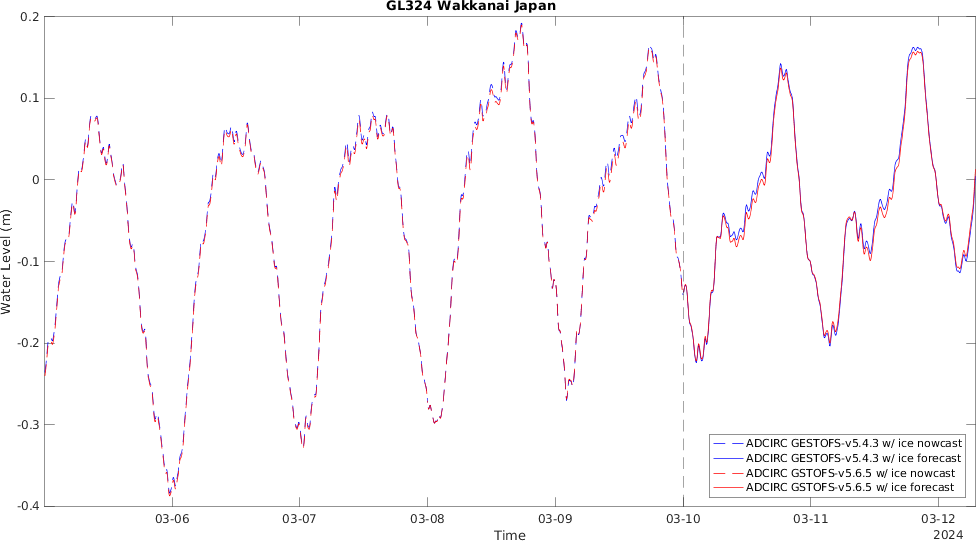 GL324 Wakkanai Japan
0.2
0.1
0
-0.1
-0.2
-0.3
-0.4
Water Level (m)
03-06
03-07
03-08
03-09
03-10
03-11
03-12
Time
2024
ADCIRC GESTOFS-v5.4.3 w/ ice nowcast
ADCIRC GESTOFS-v5.4.3 w/ ice forecast
ADCIRC GSTOFS-v5.6.5 w/ ice nowcast
ADCIRC GSTOFS-v5.6.5 w/ ice forecast